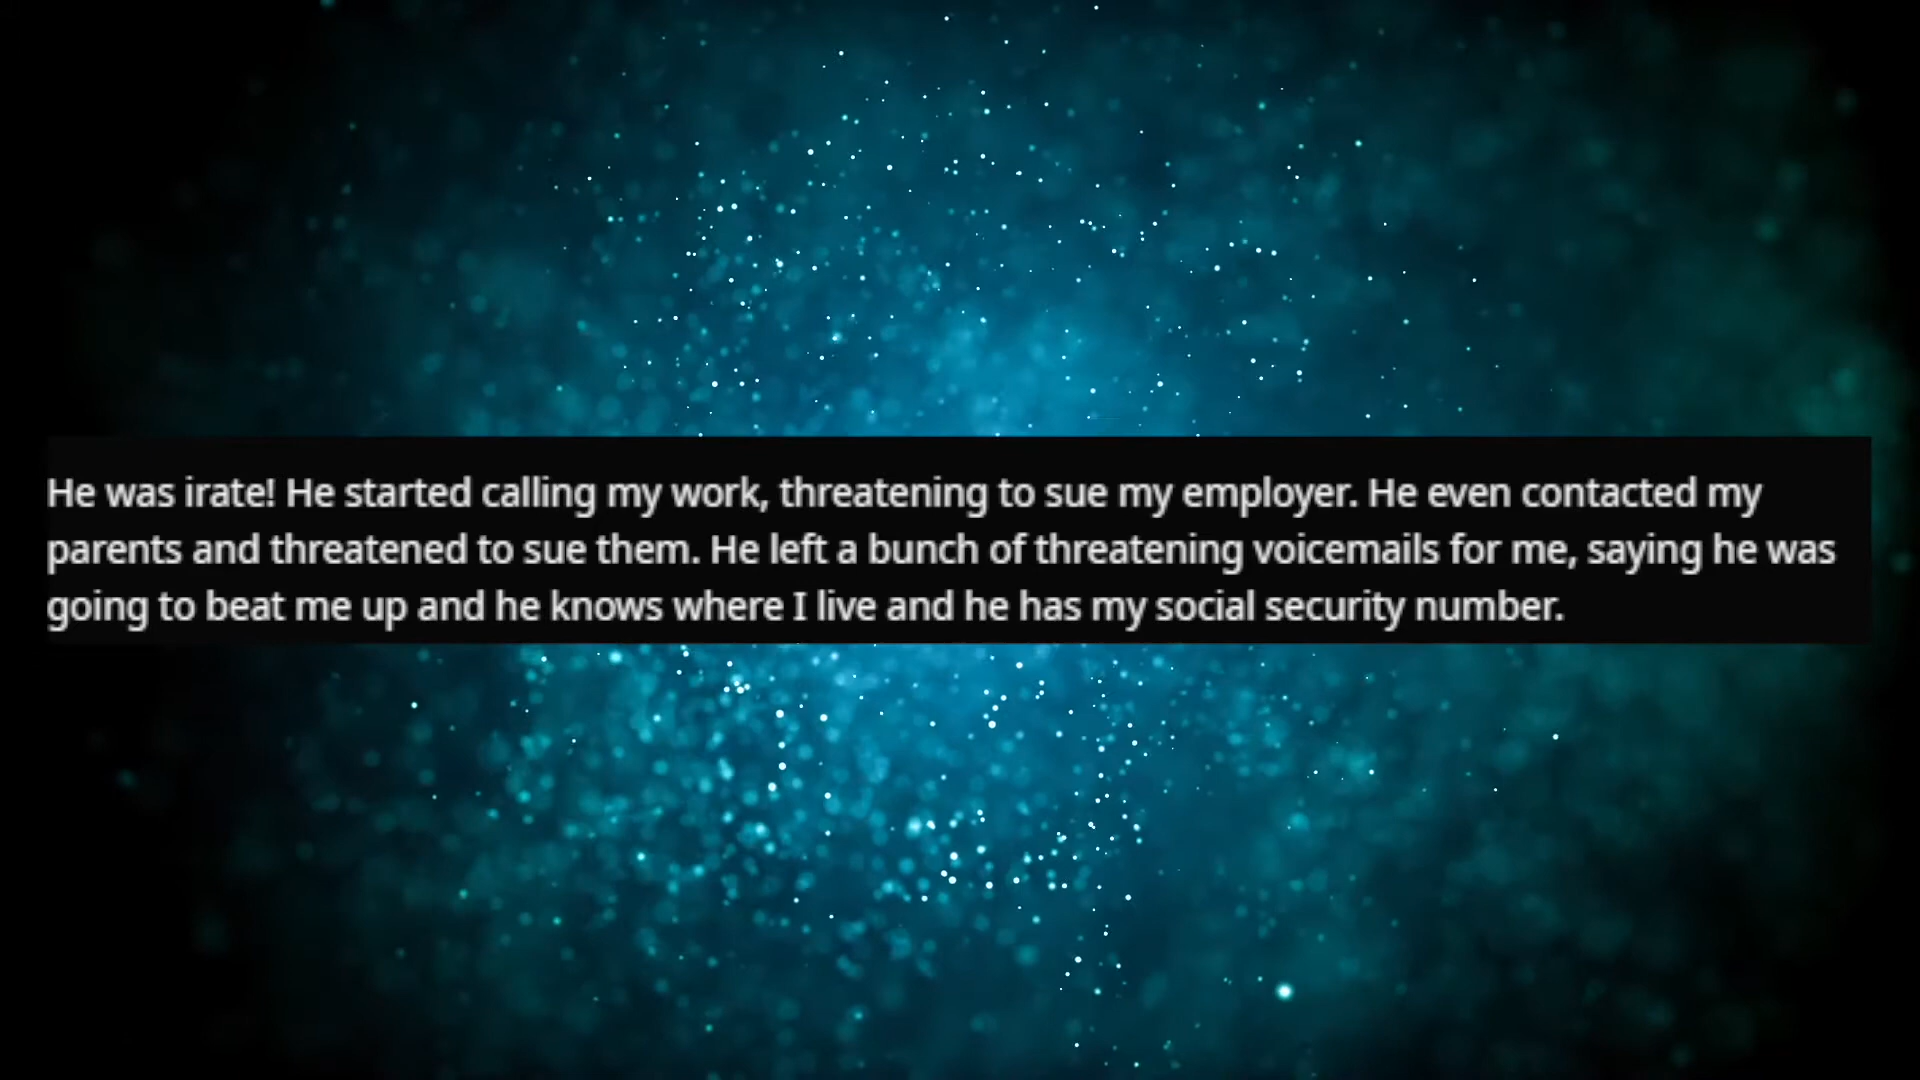 He was irate! He started calling my work, threatening to sue my employer. He even contacted my
parents and threatened to sue them. He left a bunch of threatening voicemails for me, saying he was
going to beat me up and he knows where I live and he has my social security number.